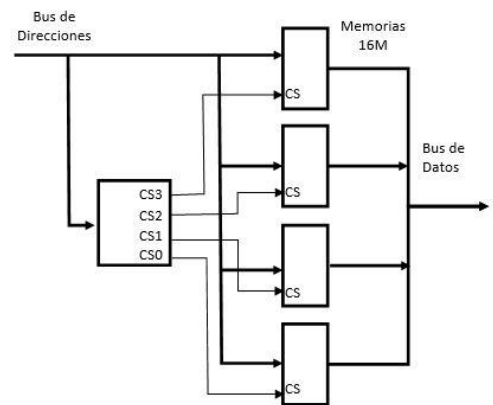 Bus de
Direcciones
Memorias
16M
CS
Bus de
Datos
CS
CS3
CS2
CS1
CS0
CS
CS